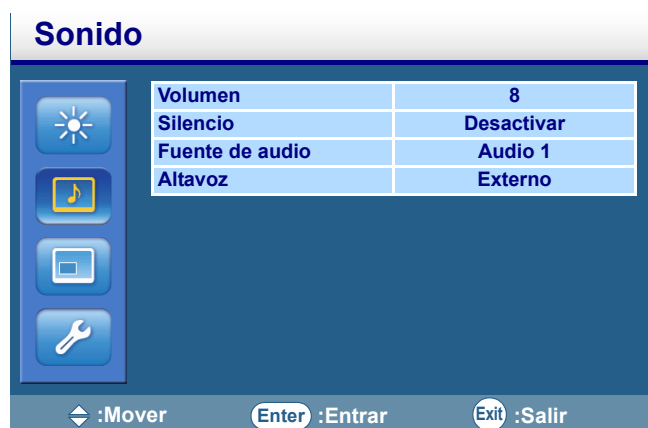 Sonido
Volumen 8
Silencio Desactivar
Fuente de audio Audio 1
Altavoz Externo
:Mover Enter :Entrar Exit :Salir